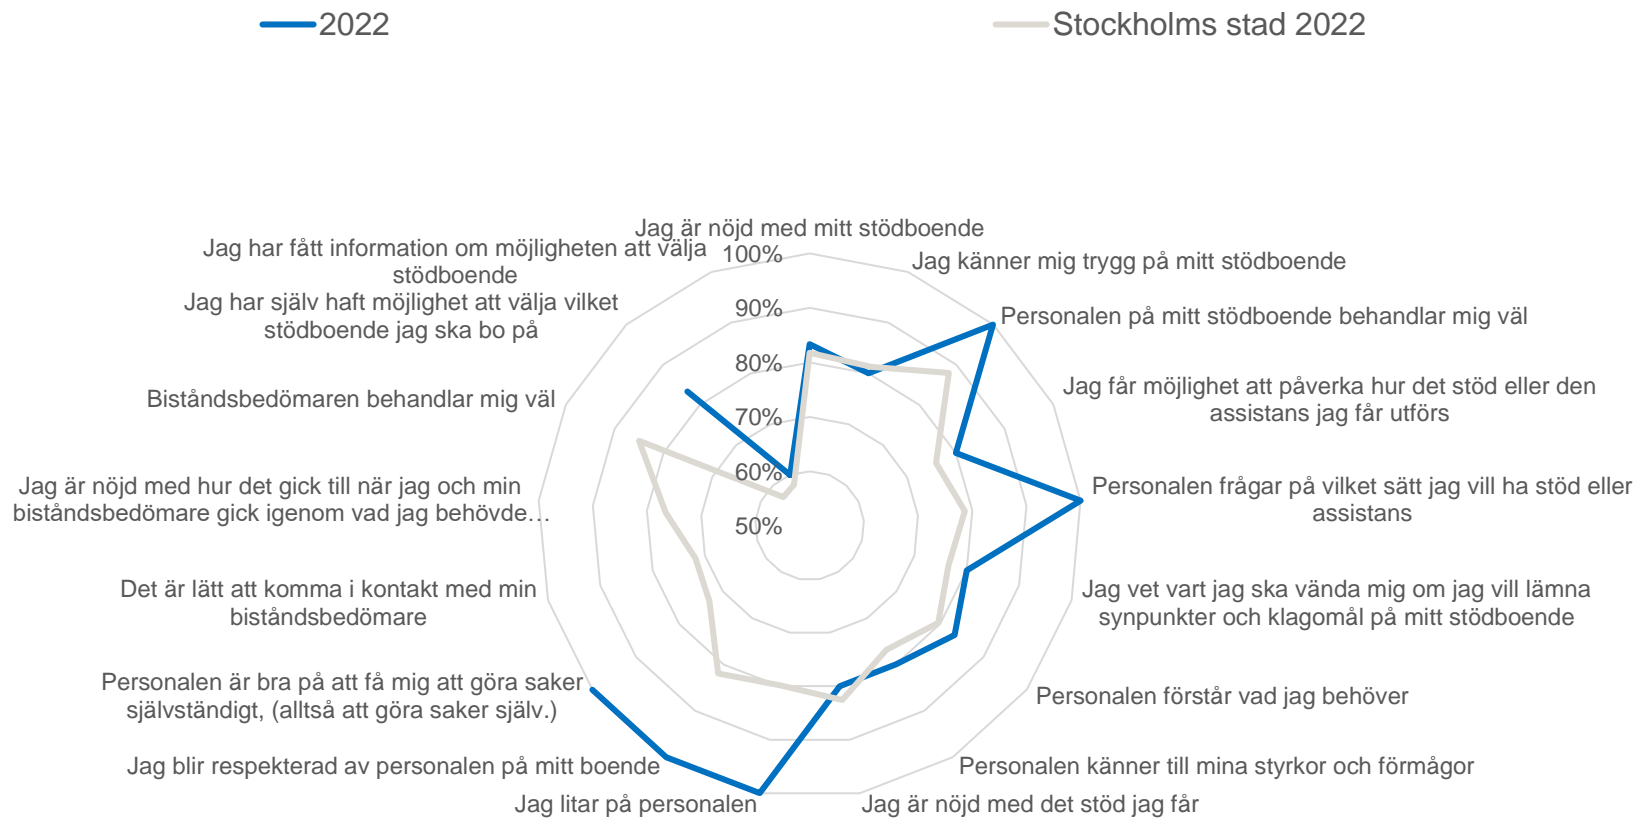 2022
Stockholms stad 2022
Jag är nöjd med mitt stödboende
Jag känner mig trygg på mitt stödboende
Personalen på mitt stödboende behandlar mig väl
Jag får möjlighet att påverka hur det stöd eller den
assistans jag får utförs
Personalen frågar på vilket sätt jag vill ha stöd eller
assistans
Jag vet vart jag ska vända mig om jag vill lämna
synpunkter och klagomål på mitt stödboende
Personalen förstår vad jag behöver
Personalen känner till mina styrkor och förmågor
Jag är nöjd med det stöd jag får
Jag litar på personalen
Jag blir respekterad av personalen på mitt boende
Personalen är bra på att få mig att göra saker
självständigt, (alltså att göra saker själv.)
Det är lätt att komma i kontakt med min
biståndsbedömare
Jag är nöjd med hur det gick till när jag och min
biståndsbedömare gick igenom vad jag behövde…
Biståndsbedömaren behandlar mig väl
Jag har själv haft möjlighet att välja vilket
stödboende jag ska bo på
Jag har fått information om möjligheten att välja
stödboende
100%
90%
80%
70%
60%
50%